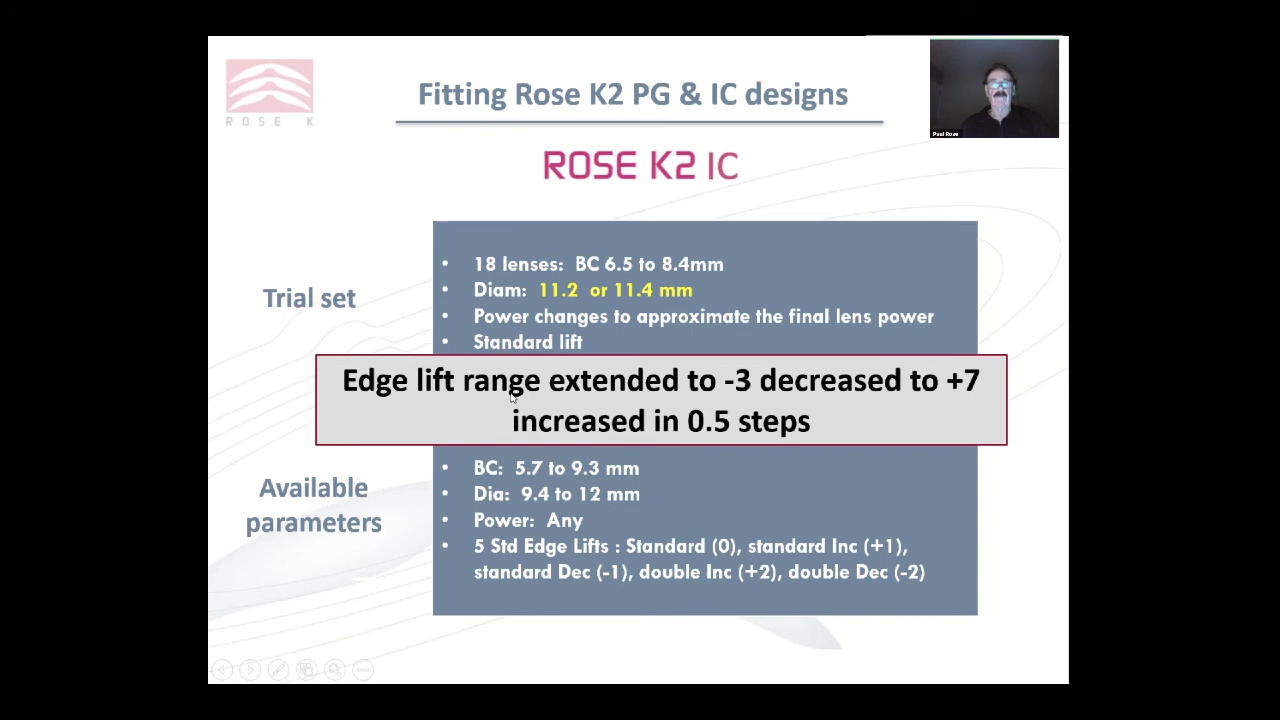 Fitting Rose K2 PG & IC designs
ROSE K
Paul Rose
ROSE K2 IC
Trial set
• 18 lenses: BC 6.5 to 8.4mm
• Diam: 11.2 or 11.4 mm
• Power changes to approximate the final lens power
• Standard lift
Edge lift range extended to -3 decreased to +7
increased in 0.5 steps
Available
parameters
• BC: 5.7 to 9.3 mm
• Dia: 9.4 to 12 mm
• Power: Any
• 5 Std Edge Lifts : Standard (0), standard Inc (+1),
standard Dec (-1), double Inc (+2), double Dec (-2)